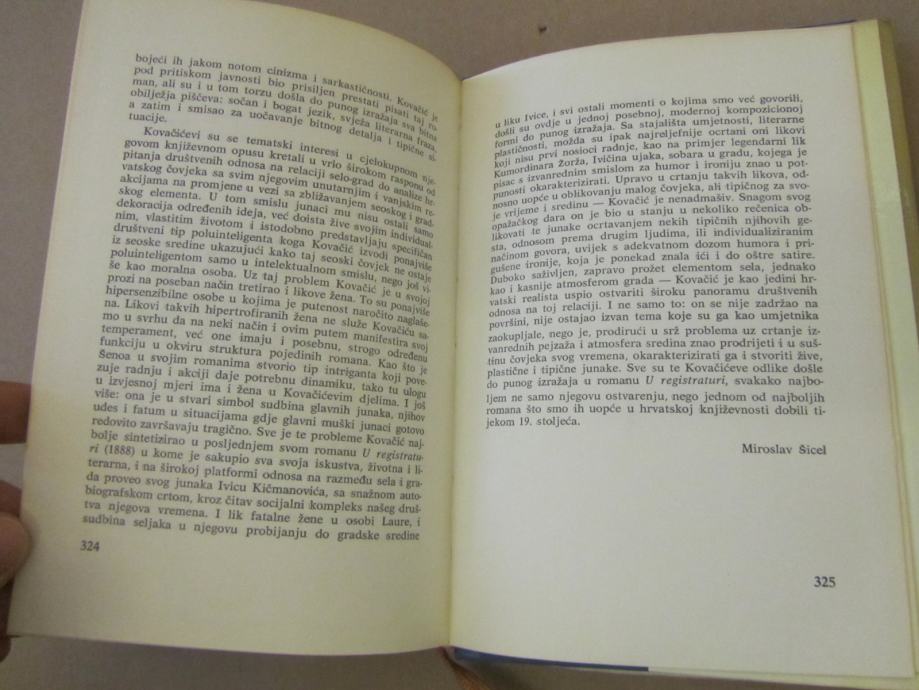 bojeći ih jakom notom cinizma i sarkastičnosti. Kovačić je
pod pritiskom javnosti bio prisiljen prestati pisati taj ro-
man, ali su i u tom torzu došla do punog izražaja sva bitna
obilježja piščeva: sočan i bogat jezik, svježa literarna fraza,
a zatim i smisao za uočavanje bitnog detalja i tipične si-
tuacije.
Kovačićevi su se tematski interesi u cjelokupnom nje-
govom književnom opusu kretali u vrlo širokom rasponu od
pitanja društvenih odnosa na relaciji selo-grad do analize hr-
vatskog čovjeka sa svim njegovim unutarnjim i vanjskim re-
akcijama na promjene u vezi sa zbližavanjem seoskog i grad-
skog elementa. U tom smislu junaci mu nisu ostali samo
dekoracija određenih ideja, već doista žive svojim individual-
nim, vlastitim životom i istodobno predstavljaju specifičan
društveni tip poluinteligenta koga Kovačić izvodi ponajviše
iz seoske sredine ukazujući kako taj seoski čovjek ne ostaje
poluinteligentom samo u intelektualnom smislu, nego još vi-
še kao moralna osoba. Uz taj problem Kovačić je u svojoj
prozi na poseban način tretirao i likove žena. To su ponajviše
hipersenzibilne osobe u kojima je putenost naročito naglaše-
na. Likovi takvih hipertrofiranih žena ne služe Kovačiću sa-
mo u svrhu da na neki način i ovim putem manifestira svoj
temperament, već one imaju i posebnu, strogo određenu
funkciju u okviru struktura pojedinih romana. Kao što je
Šenoa u svojim romanima stvorio tip intriganta koji pove-
zuje radnju i akciji daje potrebnu dinamiku, tako tu ulogu
u izvjesnoj mjeri ima i žena u Kovačićevim djelima. I još
više: ona je u stvari simbol sudbina glavnih junaka, njihov
udes i fatum u situacijama gdje glavni muški junaci gotovo
redovito završavaju tragično. Sve je te probleme Kovačić naj-
bolje sintetizirao u posljednjem svom romanu U registratu-
ri (1888) u kome je sakupio sva svoja iskustva, životna i li-
terarna, i na širokoj platformi odnosa na razmeđu sela i gra-
da proveo svog junaka Ivicu Kičmanovića, sa snažnom auto-
biografskom crtom, kroz čitav socijalni kompleks našeg druš-
tva njegova vremena. I lik fatalne žene u osobi Laure, i
sudbina seljaka u njegovu probijanju do gradske sredine
324
u liku Ivice, i svi ostali momenti o kojima smo već govorili,
došli su ovdje u jednoj posebnoj, modernoj kompozicionoj
formi do punog izražaja. Sa stajališta umjetnosti, literarne
plastičnosti, možda su ipak najreljefnije ocrtani oni likovi
koji nisu prvi nosioci radnje, kao na primjer legendarni lik
Kumordinara Žorža, Ivičina ujaka, sobara u gradu, kojega je
pisac s izvanrednim smislom za humor i ironiju znao u pot-
punosti okarakterizirati. Upravo u crtanju takvih likova, od-
nosno uopće u oblikovanju malog čovjeka, ali tipičnog za svo-
je vrijeme i sredinu — Kovačić je nenadmašiv. Snagom svog
opažačkog dara on je bio u stanju u nekoliko rečenica ob-
likovati te junake ocrtavanjem nekih tipičnih njihovih ge-
sta, odnosom prema drugim ljudima, ili individualiziranim
načinom govora, uvijek s adekvatnom dozom humora i pri-
gušene ironije, koja je ponekad znala ići i do oštre satire.
Duboko saživljen, zapravo prožet elementom sela, jednako
kao i kasnije atmosferom grada — Kovačić je kao jedimi hr-
vatski realista uspio ostvariti široku panoramu društvenih
odnosa na toj relaciji. I ne samo to: on se nije zadržao na
površini, nije ostajao izvan tema koje su ga kao umjetnika
zaokupljale, nego je, prodirući u srž problema uz crtanje iz-
vanrednih pejzaža i atmosfera sredina znao prodrijeti i u suš-
tinu čovjeka svog vremena, okarakterizirati ga i stvoriti žive,
plastične i tipične junake. Sve su te Kovačićeve odlike došle
do punog izražaja u romanu U registraturi, svakako najbo-
ljem ne samo njegovu ostvarenju, nego jednom od najboljih
romana što smo ih uopće u hrvatskoj književnosti dobili ti-
jekom 19. stoljeća.
Miroslav Šicel
325